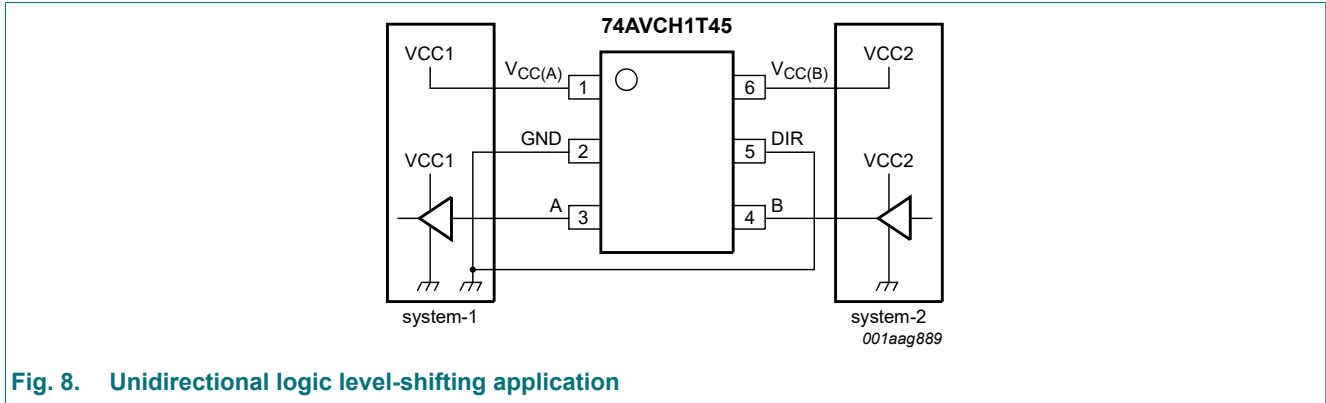 74AVCH1T45
VCC1
VCC(A)
1
6
VCC(B)
VCC2
GND
2
5
DIR
VCC1
VCC2
A
3
4
B
system-1
system-2
001aag889
Fig. 8. Unidirectional logic level-shifting application